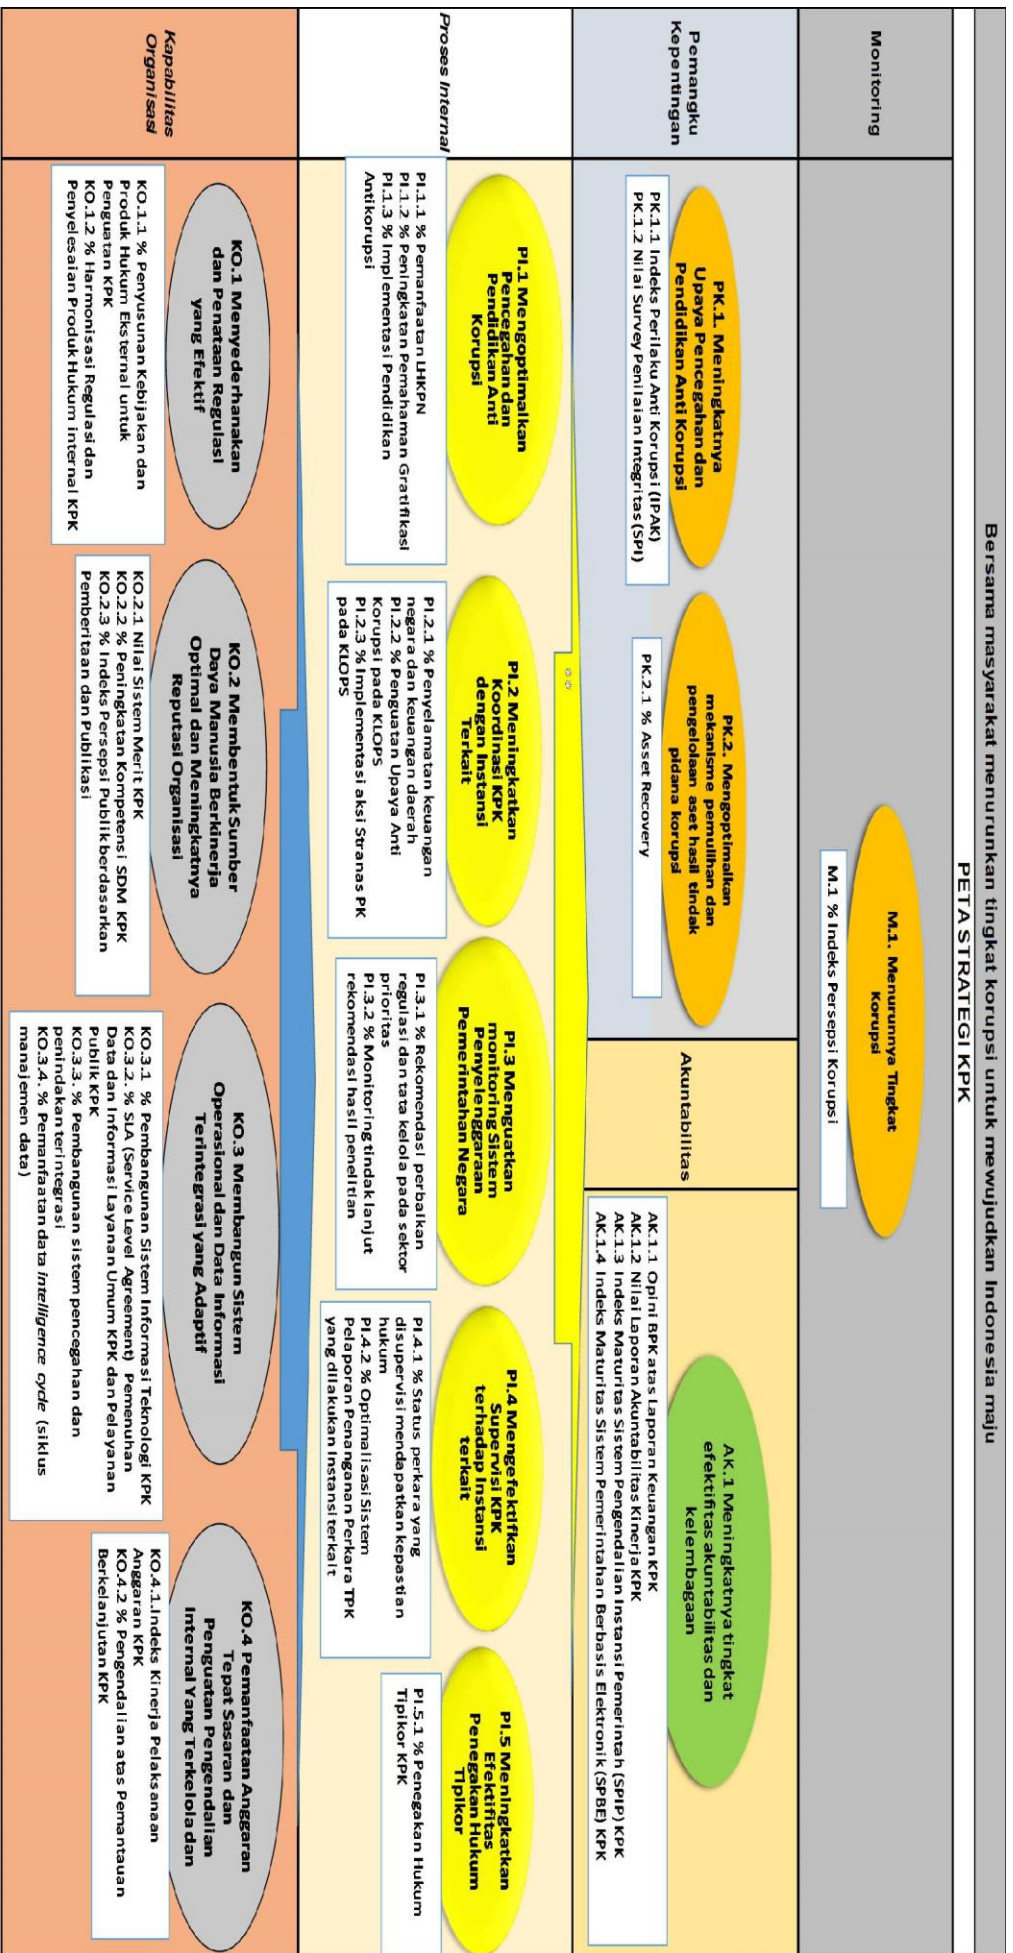 Bersama masyarakat menurunkan tingkat korupsi untuk mewujudkan Indonesia maju
PETA STRATEGI KPK
Monitoring
M.1. Menurunnya Tingkat
Korupsi
M.1 % Indeks Persepsi Korupsi
Pemangku
Kepentingan
PK.1. Meningkatnya
Upaya Pencegahan dan
Pendidikan Anti Korupsi
PK.1.1 Indeks Perilaku Anti Korupsi (IPAK)
PK.1.2 Nilai Survey Penilaian Integritas (SPI)
PK.2. Mengoptimalkan
mekanisme pemulihan dan
pengelolaan aset hasil tindak
pidana korupsi
PK.2.1 % Asset Recovery
Akuntabilitas
AK.1 Meningkatnya tingkat
efektifitas akuntabilitas dan
kelembagaan
AK.1.1 Opini BPK atas Laporan Keuangan KPK
AK.1.2 Nilai Laporan Akuntabilitas Kinerja KPK
AK.1.3 Indeks Maturitas Sistem Pengendalian Instansi Pemerintah (SPIP) KPK
AK.1.4 Indeks Maturitas Sistem Pemerintahan Berbasis Elektronik (SPBE) KPK
Proses Internal
PI.1 Mengoptimalkan
Pencegahan dan
Pendidikan Anti
Korupsi
PI.1.1 % Pemanfaatan LHKPN
PI.1.2 % Peningkatan Pemahaman Gratifikasi
PI.1.3 % Implementasi Pendidikan
Antikorupsi
PI.2 Meningkatkan
Koordinasi KPK
dengan Instansi
Terkait
PI.2.1 % Penyelamatan keuangan
negara dan keuangan daerah
PI.2.2 % Penguatan Upaya Anti
Korupsi pada KLOPS
PI.2.3 % Implementasi aksi Stranas PK
pada KLOPS
PI.3 Menguatkan
monitoring Sistem
Penyelenggaraan
Pemerintahan Negara
PI.3.1 % Rekomendasi perbaikan
regulasi dan tata kelola pada sektor
prioritas
PI.3.2 % Monitoring tindak lanjut
rekomendasi hasil penelitian
PI.4 Mengefektifkan
Supervisi KPK
terhadap Instansi
terkait
PI.4.1 % Status perkara yang
disupervisi mendapatkan kepastian
hukum
PI.4.2 % Optimalisasi Sistem
Pelaporan Penanganan Perkara TPK
yang dilakukan Instansi terkait
PI.5 Meningkatkan
Efektifitas
Penegakan Hukum
Tipikor
PI.5.1 % Penegakan Hukum
Tipikor KPK
Kapabilitas
Organisasi
KO.1 Menyederhanakan
dan Penataan Regulasi
yang Efektif
KO.1.1 % Penyusunan Kebijakan dan
Produk Hukum Eksternal untuk
Penguatan KPK
KO.1.2 % Harmonisasi Regulasi dan
Penyelesaian Produk Hukum internal KPK
KO.2 Membentuk Sumber
Daya Manusia Berkinerja
Optimal dan Meningkatnya
Reputasi Organisasi
KO.2.1 Nilai Sistem Merit KPK
KO.2.2 % Peningkatan Kompetensi SDM KPK
KO.2.3 % Indeks Persepsi Publik berdasarkan
Pemberitaan dan Publikasi
KO.3 Membangun Sistem
Operasional dan Data Informasi
Terintegrasi yang Adaptif
KO.3.1 % Pembangunan Sistem Informasi Teknologi KPK
KO.3.2. % SLA (Service Level Agreement) Pemenuhan
Data dan Informasi Layanan Umum KPK dan Pelayanan
Publik KPK
KO.3.3. % Pembangunan sistem pencegahan dan
penindakan terintegrasi
KO.3.4. % Pemanfaatan data intelligence cycle (siklus
manajemen data)
KO.4 Pemanfaatan Anggaran
Tepat Sasaran dan
Penguatan Pengendalian
Internal Yang Terkelola dan
KO.4.1.Indeks Kinerja Pelaksanaan
Anggaran KPK
KO.4.2 % Pengendalian atas Pemantauan
Berkelanjutan KPK